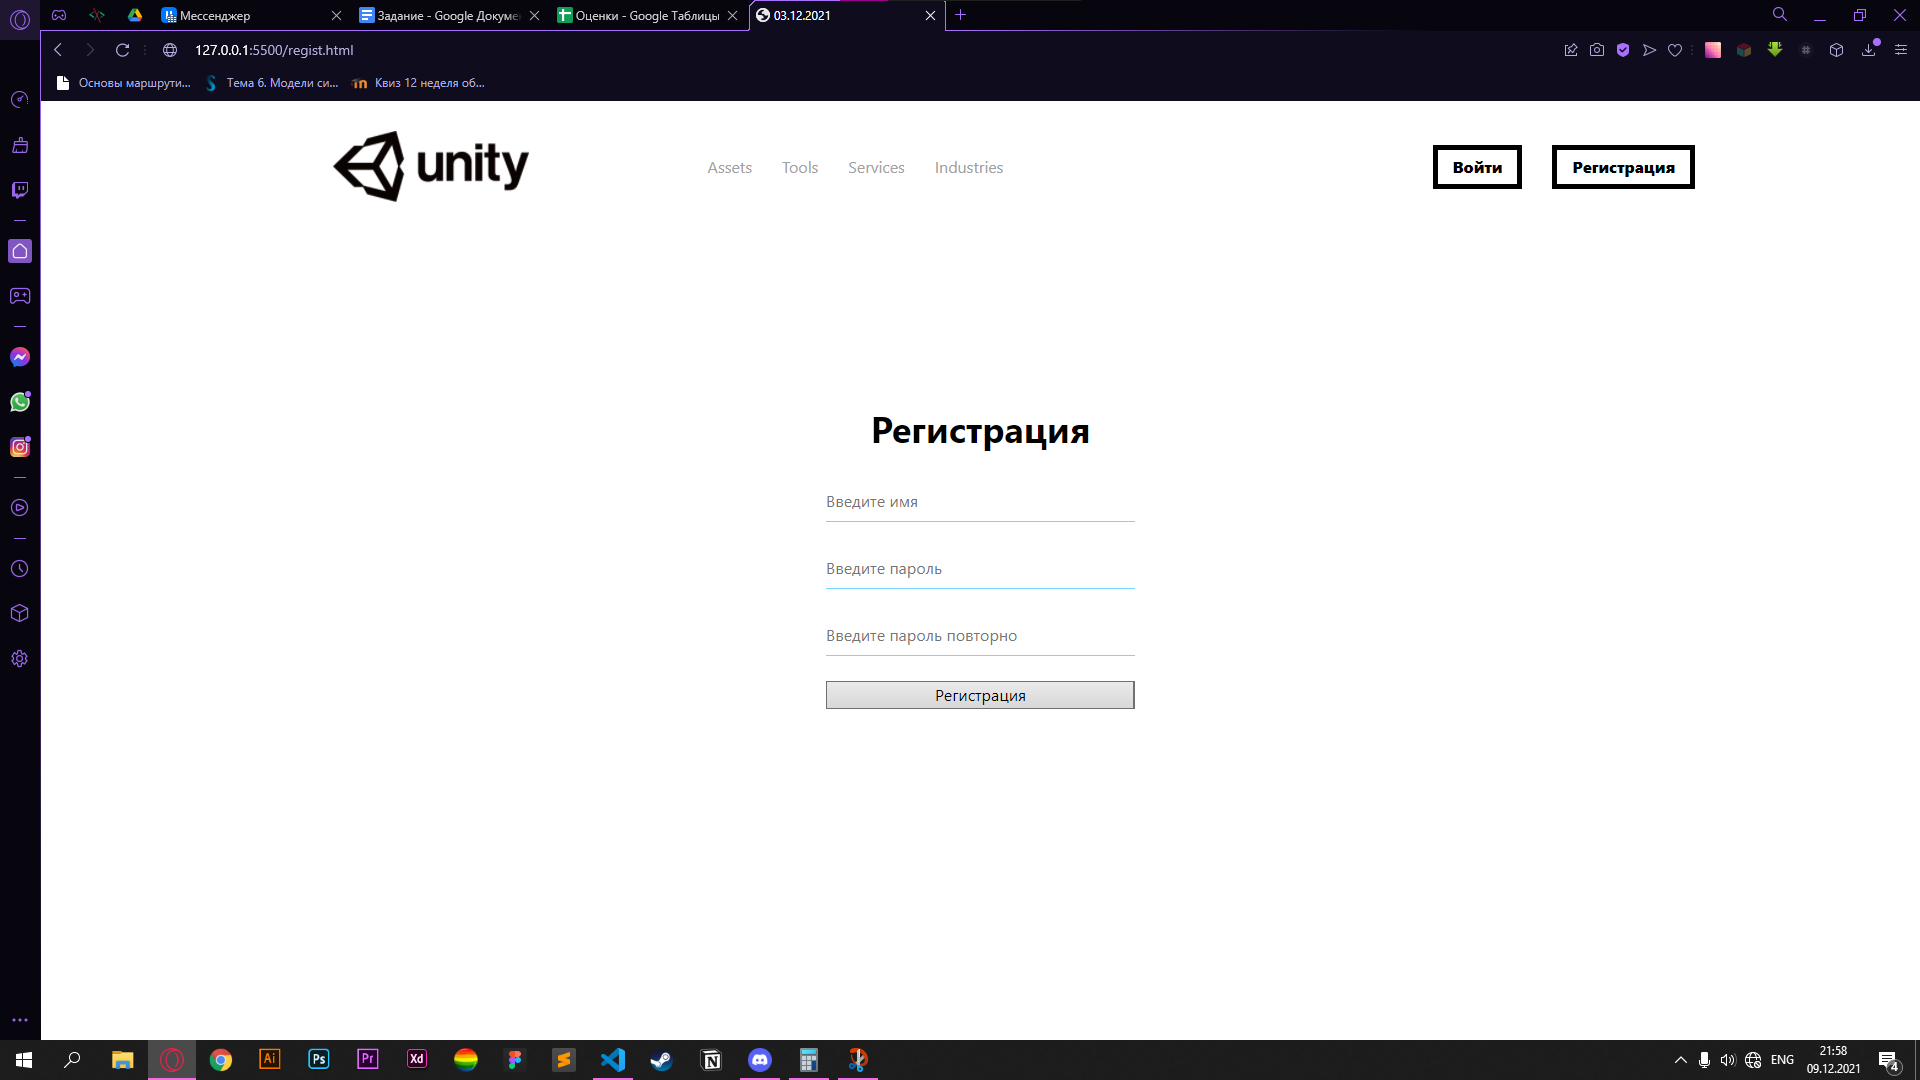 Мессенджер
Задание - Google Докуме
Оценки - Google Таблицы
03.12.2021
127.0.0.1:5500/regist.html
Основы маршрути...
Тема 6. Модели си...
Квиз 12 неделя об...
unity
Assets
Tools
Services
Industries
Войти
Регистрация
Регистрация
Введите имя
Введите пароль
Введите пароль повторно
Регистрация
Ai
Ps
Pr
Xd
ENG
21:58
09.12.2021
4